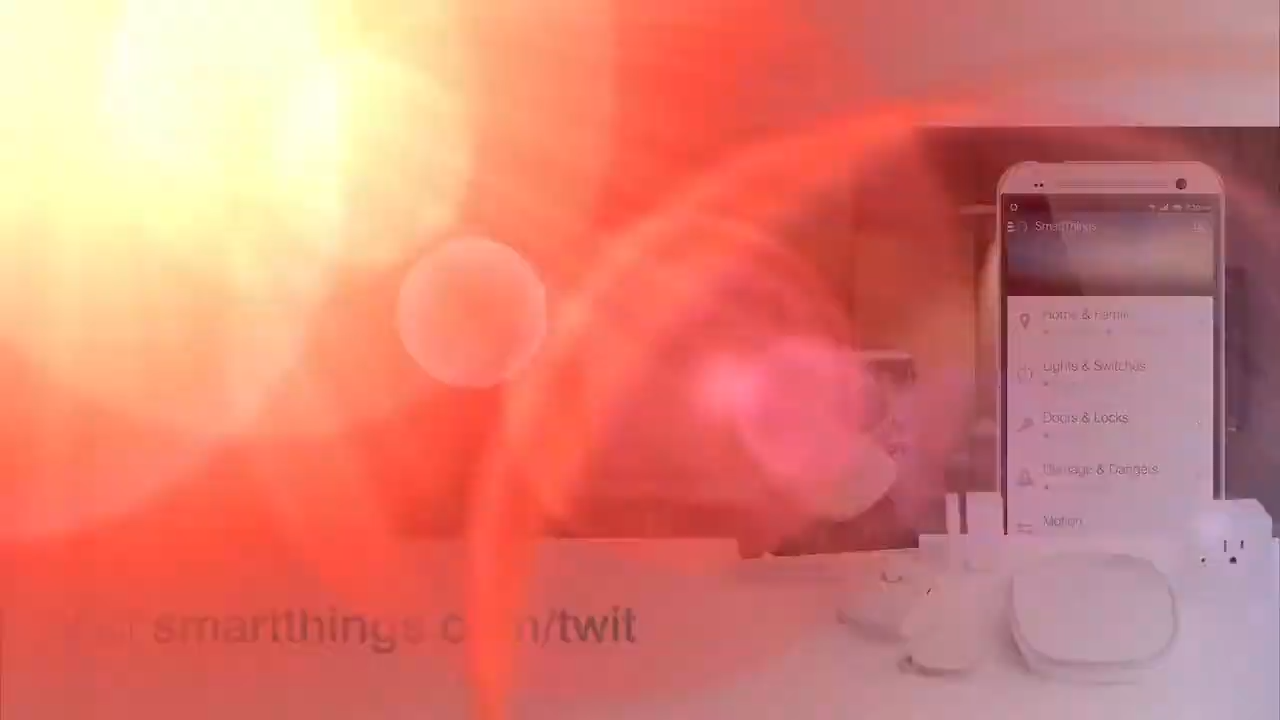 SmartThings
Home & Family
Lights & Switches
Doors & Locks
Damage & Dangers
Motion
smartthings.com/twit